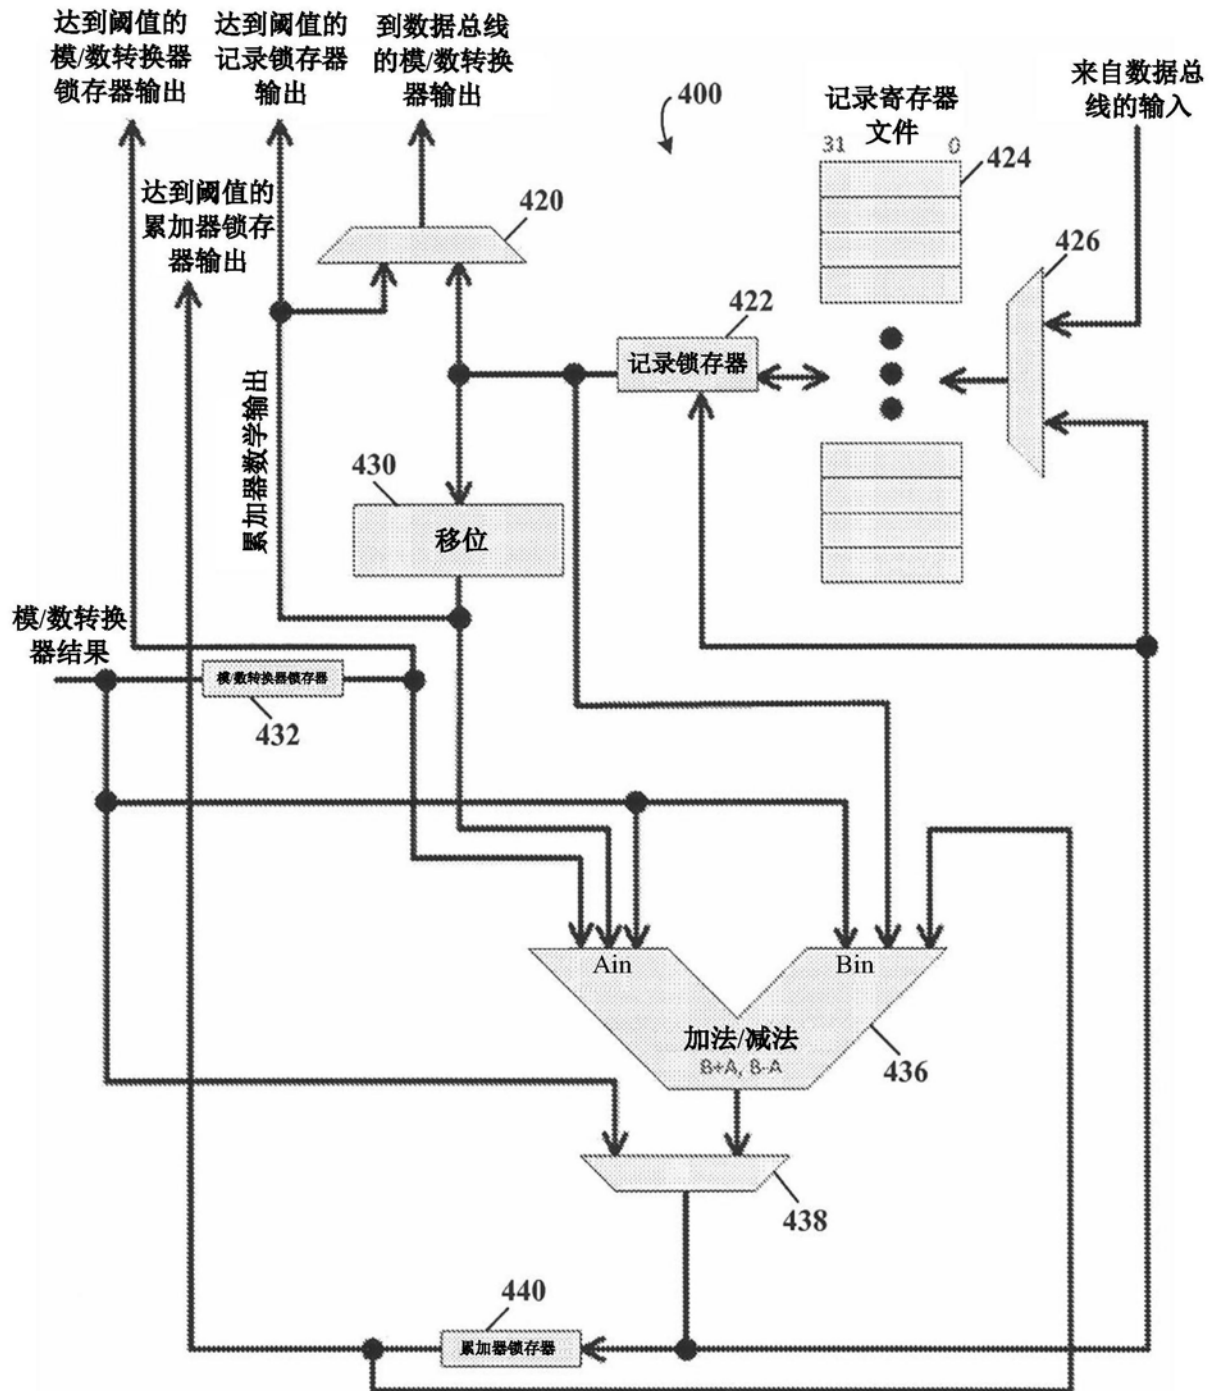 达到阈值的
模/数转换器
锁存器输出
达到阈值的
记录锁存器
输出
到数据总线
的模/数转换
器输出
400
记录寄存器
文件
31 0
424
来自数据总
线的输入
达到阈值的
累加器锁存
器输出
420
426
422
记录锁存器
累加器数学输出
430
移位
模/数转换
器结果
模/数转换器锁存器
432
Ain
Bin
加法/减法
B+A, B-A
436
438
440
累加器锁存器